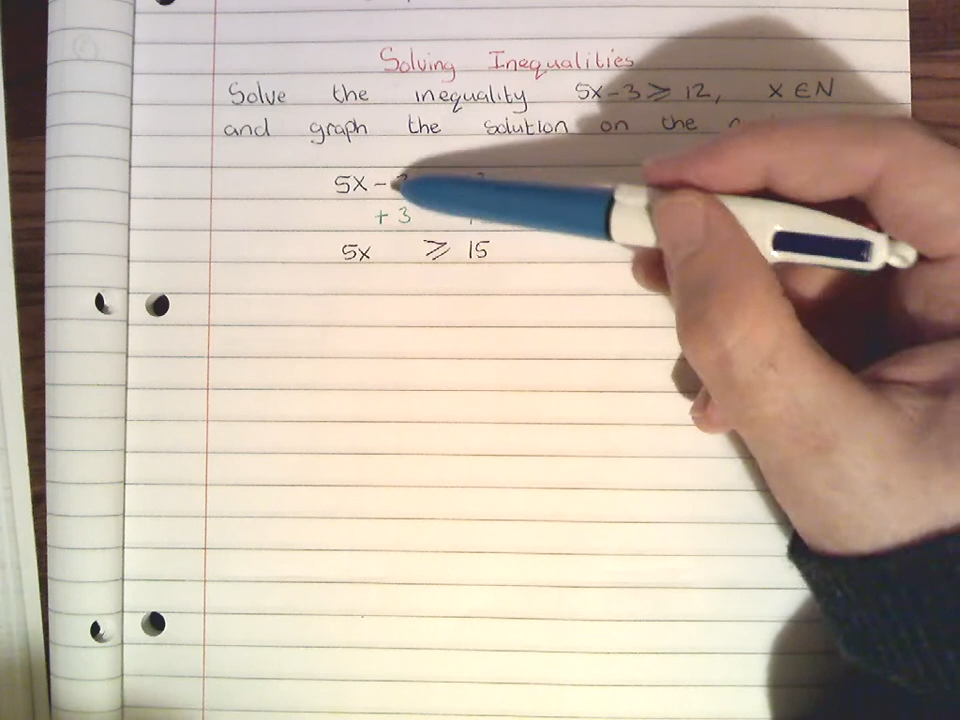 Solving Inequalities
Solve the inequality 5x-3 ≥ 12, x ∈ N
and graph the solution on the
5x -
+ 3
5x ≥ 15